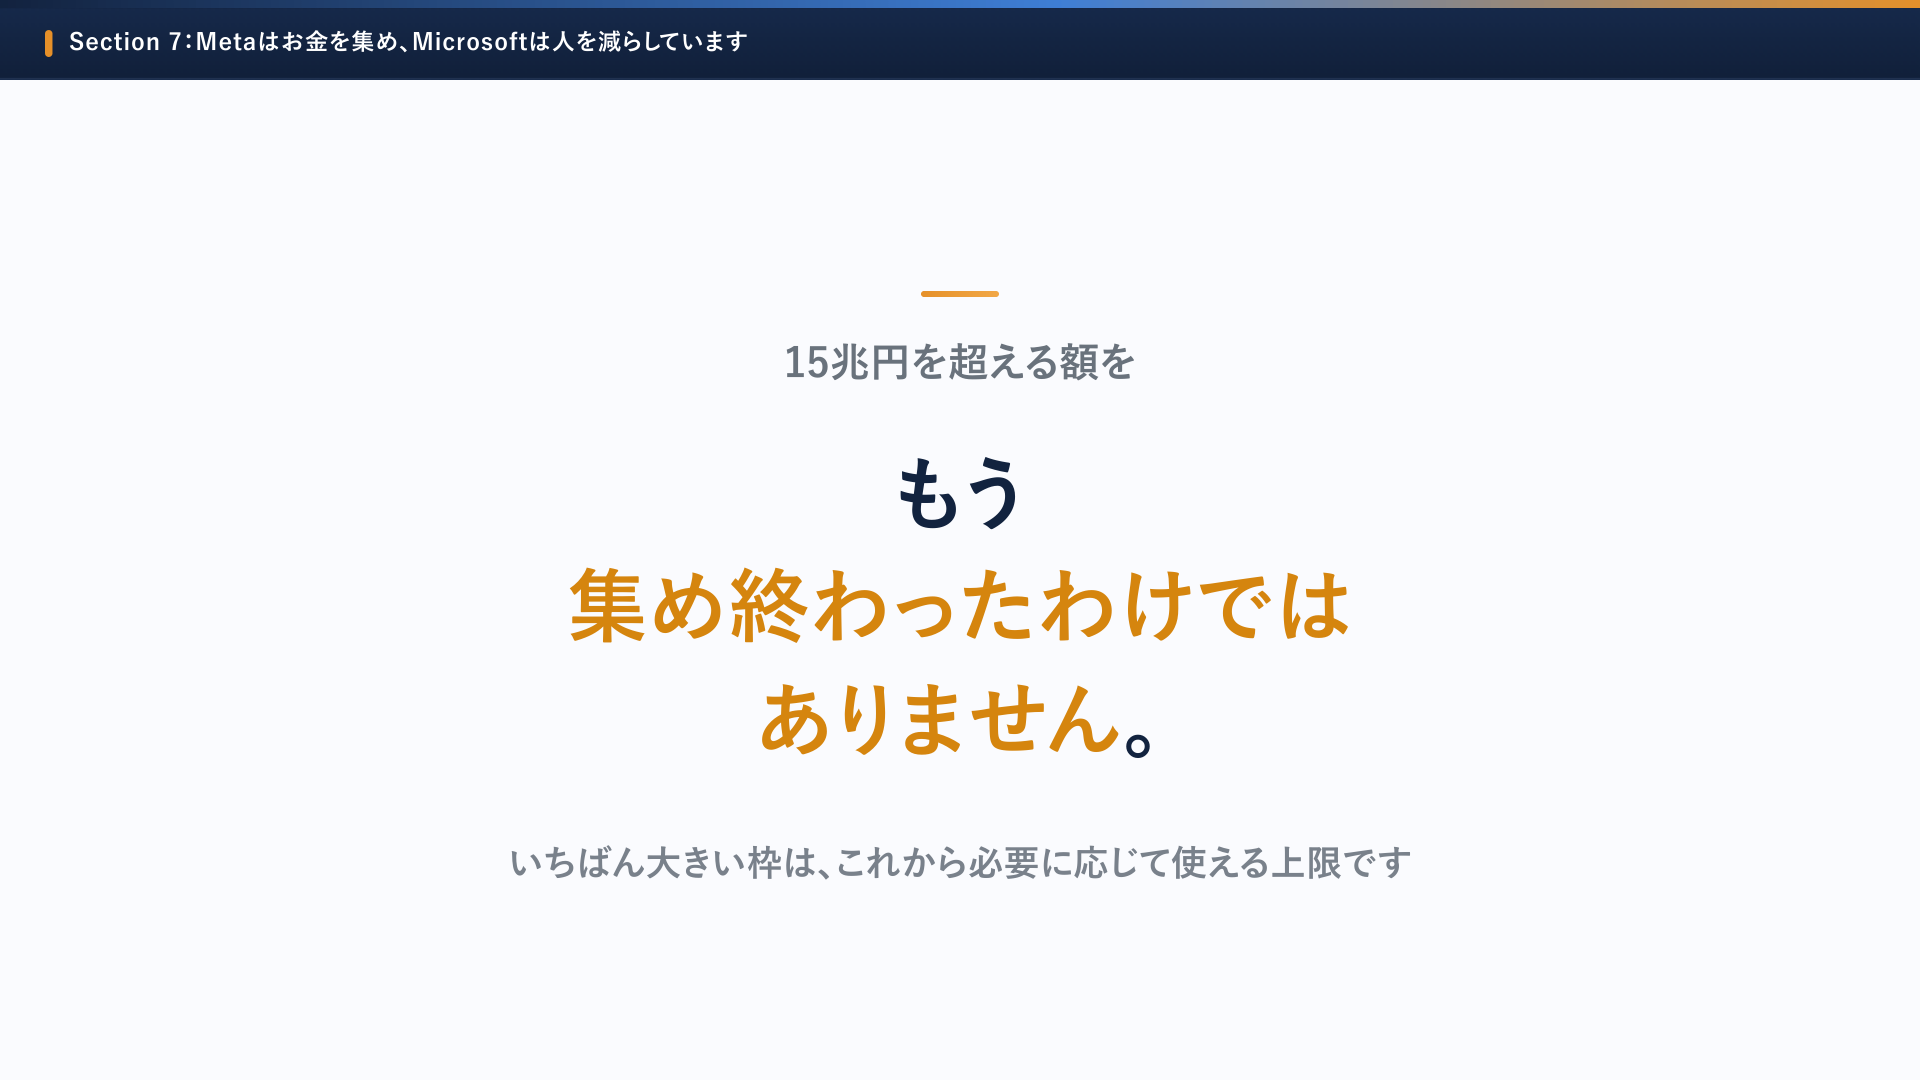 Section 7：Metaはお金を集め、Microsoftは人を減らしています
15兆円を超える額を
もう
集め終わったわけでは
ありません。
いちばん大きい枠は、これから必要に応じて使える上限です